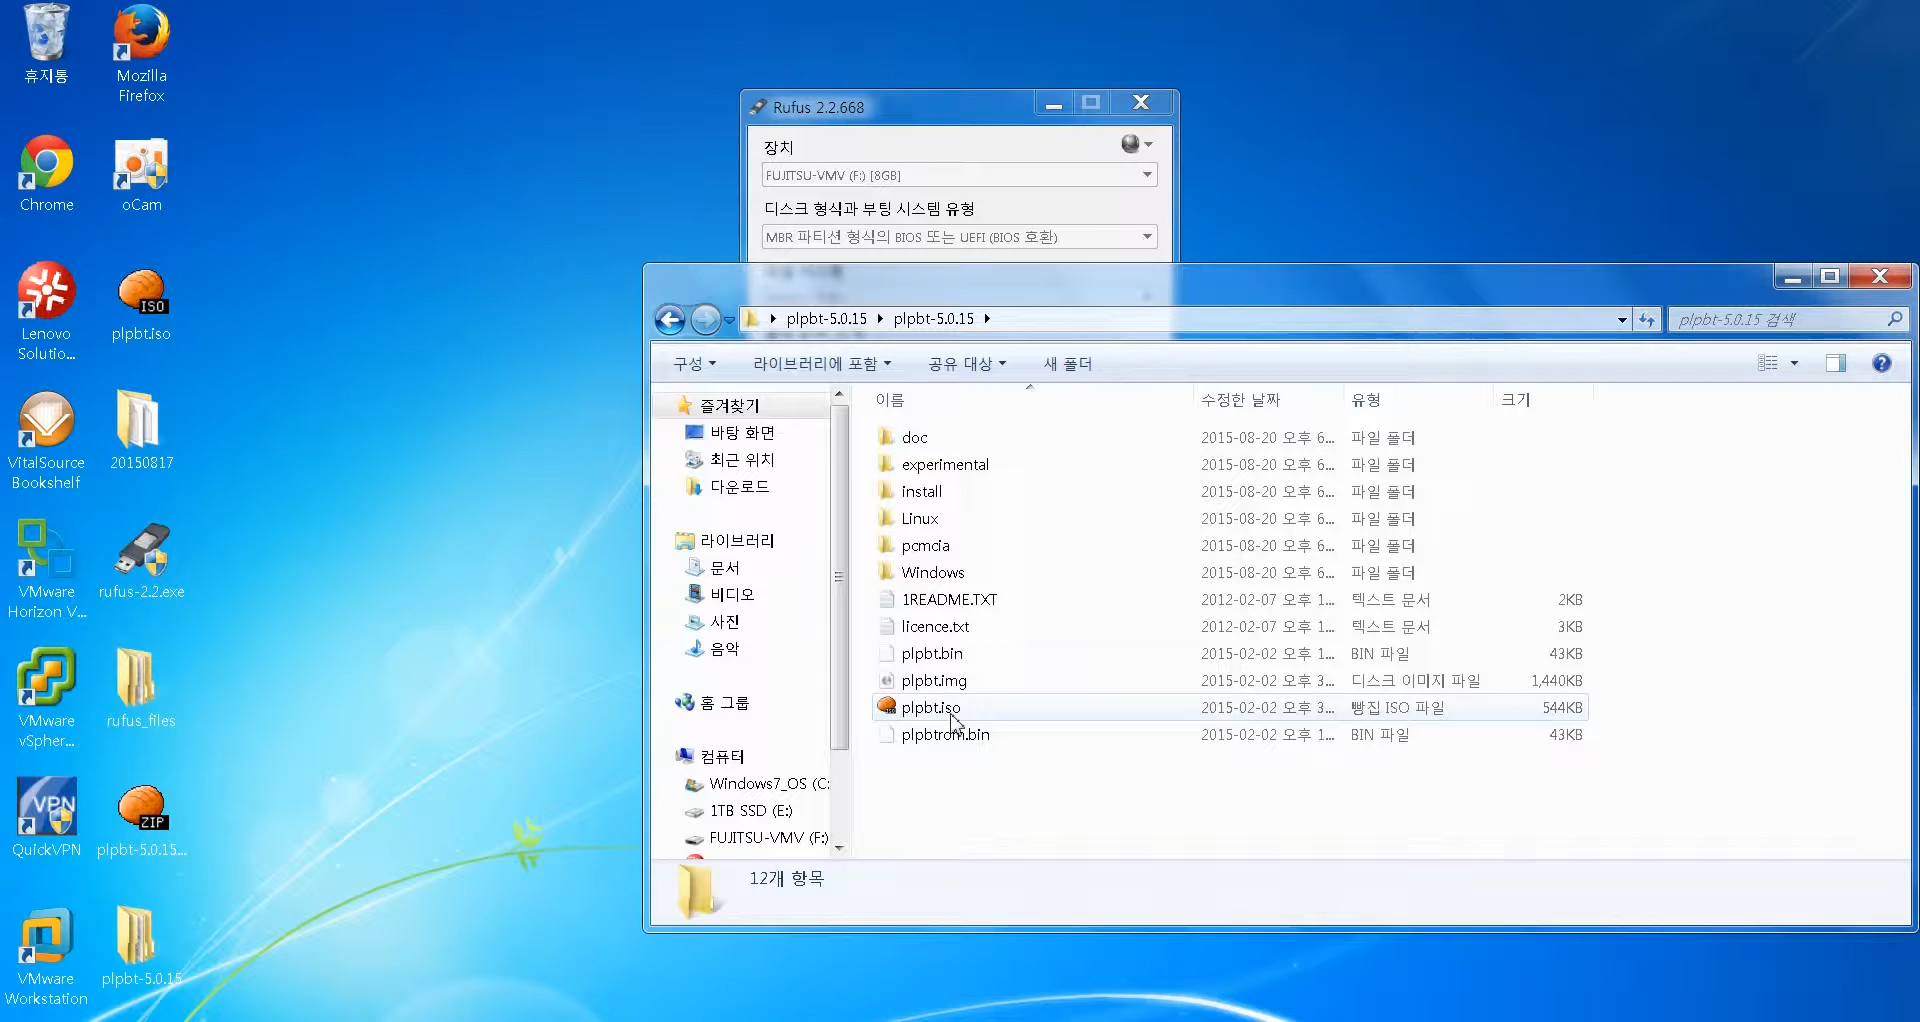 휴지통
Mozilla
Firefox
Chrome
oCam
Lenovo
Solutio...
ISO
plpbt.iso
VitalSource
Bookshelf
20150817
VMware
Horizon V...
rufus-2.2.exe
VMware
vSpher...
rufus_files
VPN
QuickVPN
ZIP
plpbt-5.0.15...
VMware
Workstation
plpbt-5.0.15
Rufus 2.2.668
장치
FUJITSU-VMV (F:) [8GB]
디스크 형식과 부팅 시스템 유형
MBR 파티션 형식의 BIOS 또는 UEFI (BIOS 호환)
plpbt-5.0.15 plpbt-5.0.15
plpbt-5.0.15 검색
구성 라이브러리에 포함 공유 대상 새 폴더
즐겨찾기
바탕 화면
최근 위치
다운로드
라이브러리
문서
비디오
사진
음악
홈 그룹
컴퓨터
Windows7_OS (C:
1TB SSD (E:)
FUJITSU-VMV (F:)
이름 수정한 날짜 유형 크기
doc 2015-08-20 오후 6... 파일 폴더
experimental 2015-08-20 오후 6... 파일 폴더
install 2015-08-20 오후 6... 파일 폴더
Linux 2015-08-20 오후 6... 파일 폴더
pcmcia 2015-08-20 오후 6... 파일 폴더
Windows 2015-08-20 오후 6... 파일 폴더
1README.TXT 2012-02-07 오후 1... 텍스트 문서 2KB
licence.txt 2012-02-07 오후 1... 텍스트 문서 3KB
plpbt.bin 2015-02-02 오후 1... BIN 파일 43KB
plpbt.img 2015-02-02 오후 3... 디스크 이미지 파일 1,440KB
plpbt.iso 2015-02-02 오후 3... 빵집 ISO 파일 544KB
plpbtrom.bin 2015-02-02 오후 1... BIN 파일 43KB
12개 항목